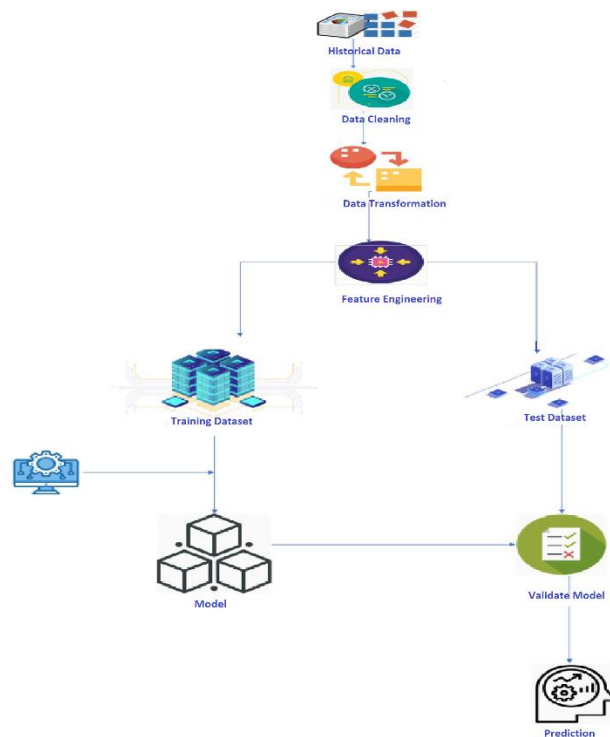 Historical Data
Data Cleaning
Data Transformation
Feature Engineering
Training Dataset
Test Dataset
Model
Validate Model
Prediction